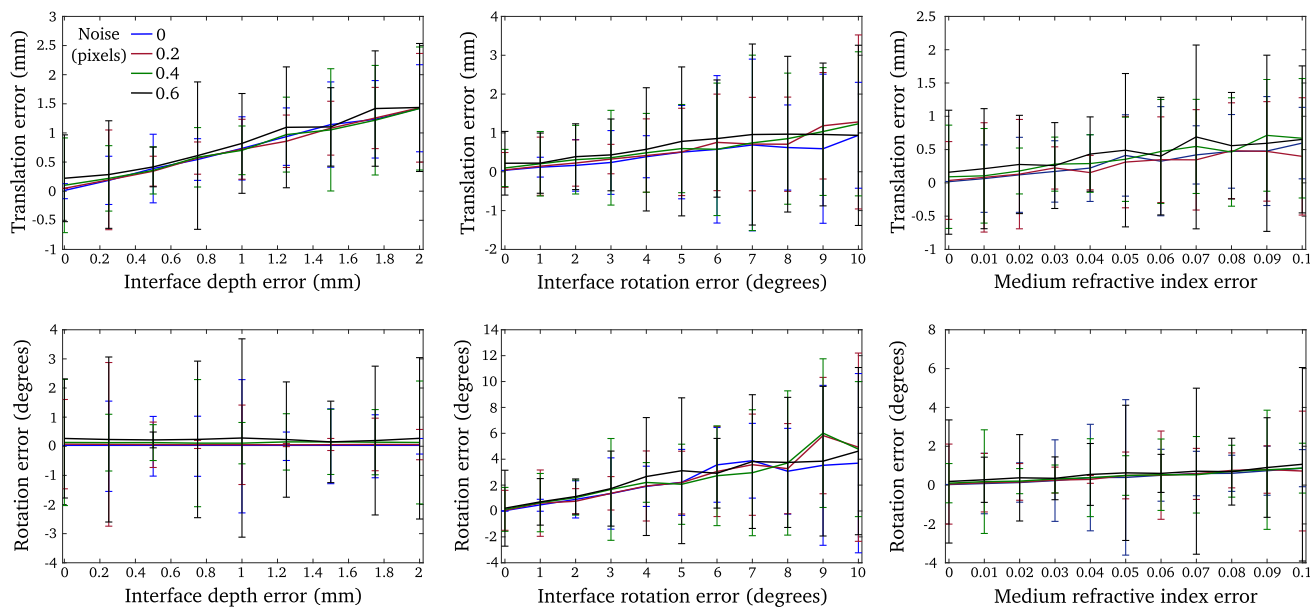 Translation error (mm)
3
2.5
2
1.5
1
0.5
0
-0.5
-1
Noise
(pixels)
0
0.2
0.4
0.6
0 0.2 0.4 0.6 0.8 1 1.2 1.4 1.6 1.8 2
Interface depth error (mm)
Translation error (mm)
4
3
2
1
0
-1
-2
0 1 2 3 4 5 6 7 8 9 10
Interface rotation error (degrees)
Translation error (mm)
2.5
2
1.5
1
0.5
0
-0.5
-1
0 0.01 0.02 0.03 0.04 0.05 0.06 0.07 0.08 0.09 0.1
Medium refractive index error
Rotation error (degrees)
4
3
2
1
0
-1
-2
-3
-4
0 0.2 0.4 0.6 0.8 1 1.2 1.4 1.6 1.8 2
Interface depth error (mm)
Rotation error (degrees)
14
12
10
8
6
4
2
0
-2
-4
0 1 2 3 4 5 6 7 8 9 10
Interface rotation error (degrees)
Rotation error (degrees)
8
6
4
2
0
-2
-4
0 0.01 0.02 0.03 0.04 0.05 0.06 0.07 0.08 0.09 0.1
Medium refractive index error